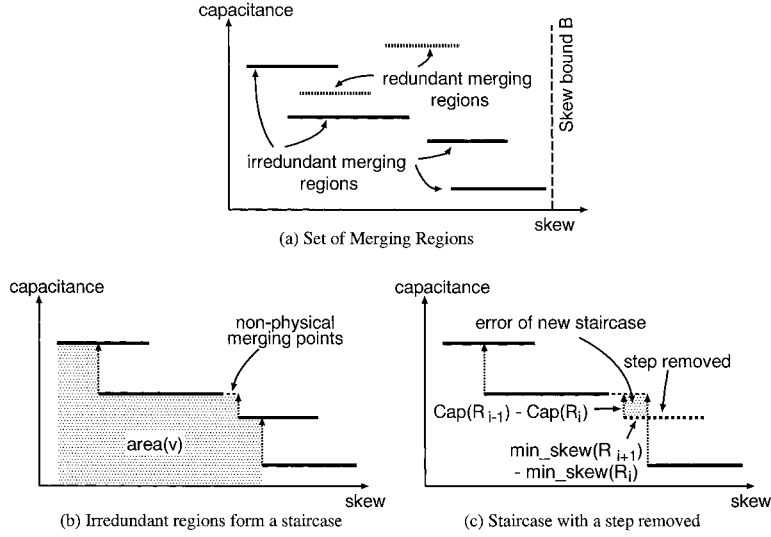 capacitance
Skew bound B
redundant merging
regions
irredundant merging
regions
skew
(a) Set of Merging Regions
capacitance
non-physical
merging points
area(v)
skew
(b) Irredundant regions form a staircase
capacitance
error of new staircase
step removed
Cap(R i-1) - Cap(Ri)
min_skew(R i+1)
- min_skew(Ri)
skew
(c) Staircase with a step removed